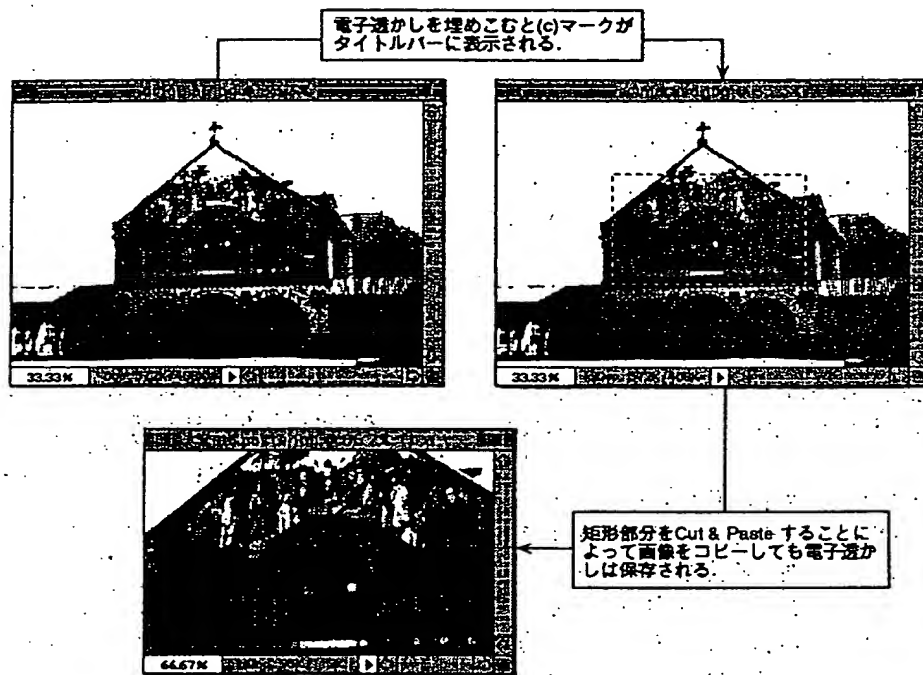 電子透かしを埋めこむと(c)マークが
タイトルバーに表示される.
33.33%
33.33%
矩形部分をCut & Paste することに
よって画像をコピーしても電子透か
しは保存される.
66.67%